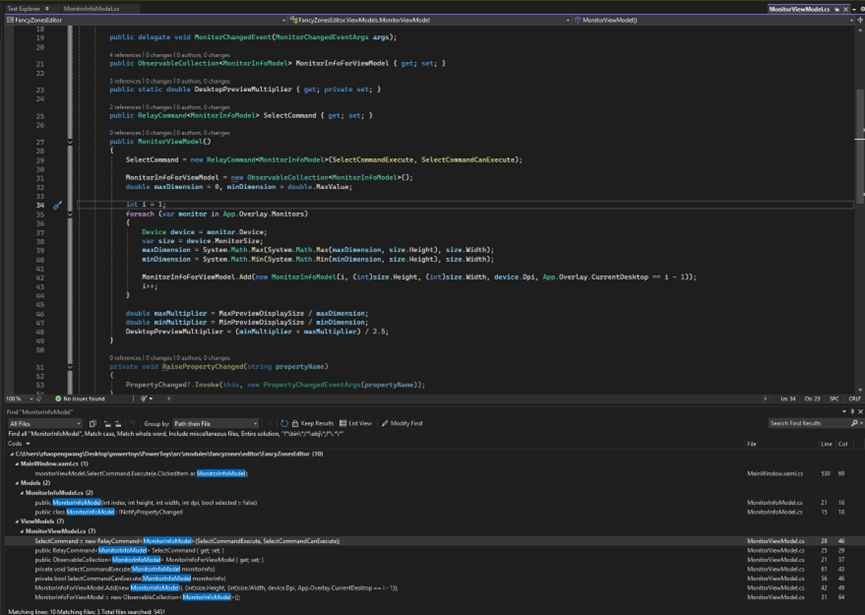 Test Explorer
MonitorInfoModel.cs
MonitorViewModel.cs
FancyZonesEditor
FancyZonesEditor.ViewModels.MonitorViewModel
MonitorViewModel()
18
19 public delegate void MonitorChangedEvent(MonitorChangedEventArgs args);
20
4 references | 0 changes | 0 authors, 0 changes
21 public ObservableCollection<MonitorInfoModel> MonitorInfoForViewModel { get; set; }
22
3 references | 0 changes | 0 authors, 0 changes
23 public static double DesktopPreviewMultiplier { get; private set; }
24
2 references | 0 changes | 0 authors, 0 changes
25 public RelayCommand<MonitorInfoModel> SelectCommand { get; set; }
26
0 references | 0 changes | 0 authors, 0 changes
27 public MonitorViewModel()
28 {
29 SelectCommand = new RelayCommand<MonitorInfoModel>(SelectCommandExecute, SelectCommandCanExecute);
30
31 MonitorInfoForViewModel = new ObservableCollection<MonitorInfoModel>();
32 double maxDimension = 0, minDimension = double.MaxValue;
33
34 int i = 1;
35 foreach (var monitor in App.Overlay.Monitors)
36 {
37 Device device = monitor.Device;
38 var size = device.MonitorSize;
39 maxDimension = System.Math.Max(System.Math.Max(maxDimension, size.Height), size.Width);
40 minDimension = System.Math.Min(System.Math.Min(minDimension, size.Height), size.Width);
41
42 MonitorInfoForViewModel.Add(new MonitorInfoModel(i, (int)size.Height, (int)size.Width, device.Dpi, App.Overlay.CurrentDesktop == i - 1));
43 i++;
44 }
45
46 double maxMultiplier = MaxPreviewDisplaySize / maxDimension;
47 double minMultiplier = MinPreviewDisplaySize / minDimension;
48 DesktopPreviewMultiplier = (minMultiplier + maxMultiplier) / 2.5;
49 }
50
0 references | 0 changes | 0 authors, 0 changes
51 private void RaisePropertyChanged(string propertyName)
52 {
53 PropertyChanged?.Invoke(this, new PropertyChangedEventArgs(propertyName));
100 % No issues found Ln: 34 Ch: 23 SPC CRLF
Find "MonitorInfoModel"
All Files Group by: Path then File Keep Results List View Modify Find Search Find Results
Code File Line Col
C:\Users\zhaopengwang\Desktop\powertoys\PowerToys\src\modules\fancyzones\editor\FancyZonesEditor (10)
MainWindow.xaml.cs (1)
monitorViewModel.SelectCommand.Execute(e.ClickedItem as MonitorInfoModel); MainWindow.xaml.cs 530 69
Models (2)
MonitorInfoModel.cs (2)
public MonitorInfoModel(int index, int height, int width, int dpi, bool selected = false) MonitorInfoModel.cs 21 16
public class MonitorInfoModel : INotifyPropertyChanged MonitorInfoModel.cs 15 18
ViewModels (7)
MonitorViewModel.cs (7)
SelectCommand = new RelayCommand<MonitorInfoModel>(SelectCommandExecute, SelectCommandCanExecute); MonitorViewModel.cs 29 46
public RelayCommand<MonitorInfoModel> SelectCommand { get; set; } MonitorViewModel.cs 25 29
public ObservableCollection<MonitorInfoModel> MonitorInfoForViewModel { get; set; } MonitorViewModel.cs 21 37
private void SelectCommandExecute(MonitorInfoModel monitorInfo) MonitorViewModel.cs 61 43
private bool SelectCommandCanExecute(MonitorInfoModel monitorInfo) MonitorViewModel.cs 56 46
MonitorInfoForViewModel.Add(new MonitorInfoModel(i, (int)size.Height, (int)size.Width, device.Dpi, App.Overlay.CurrentDesktop == i - 1)); MonitorViewModel.cs 42 49
MonitorInfoForViewModel = new ObservableCollection<MonitorInfoModel>(); MonitorViewModel.cs 31 64
Matching lines: 10 Matching files: 3 Total files searched: 5451